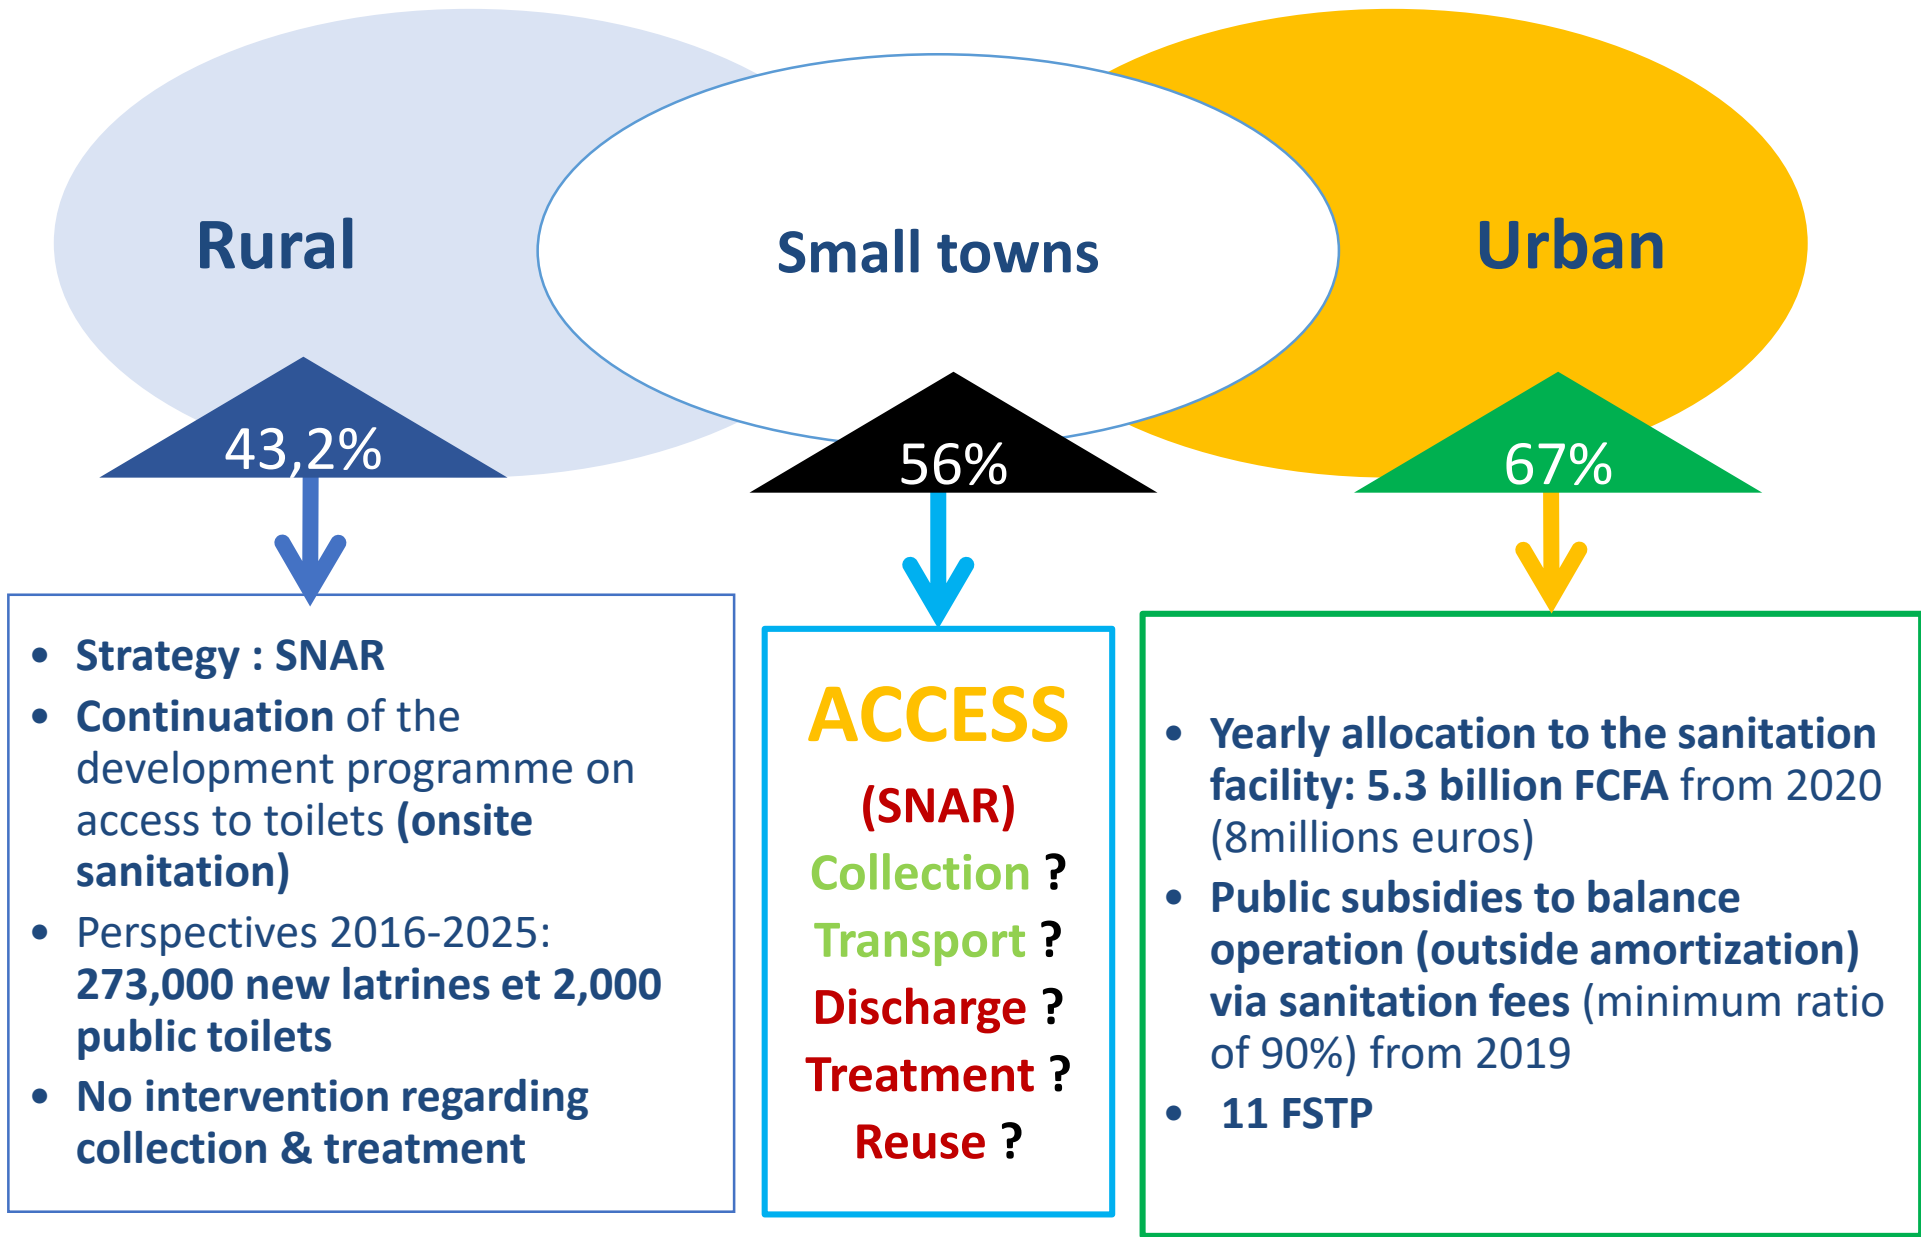 Rural
Small towns
Urban
43,2%
56%
67%
• Strategy : SNAR
• Continuation of the
development programme on
access to toilets (onsite
sanitation)
• Perspectives 2016-2025:
273,000 new latrines et 2,000
public toilets
• No intervention regarding
collection & treatment
ACCESS
(SNAR)
Collection ?
Transport ?
Discharge ?
Treatment ?
Reuse ?
• Yearly allocation to the sanitation
facility: 5.3 billion FCFA from 2020
(8millions euros)
• Public subsidies to balance
operation (outside amortization)
via sanitation fees (minimum ratio
of 90%) from 2019
• 11 FSTP